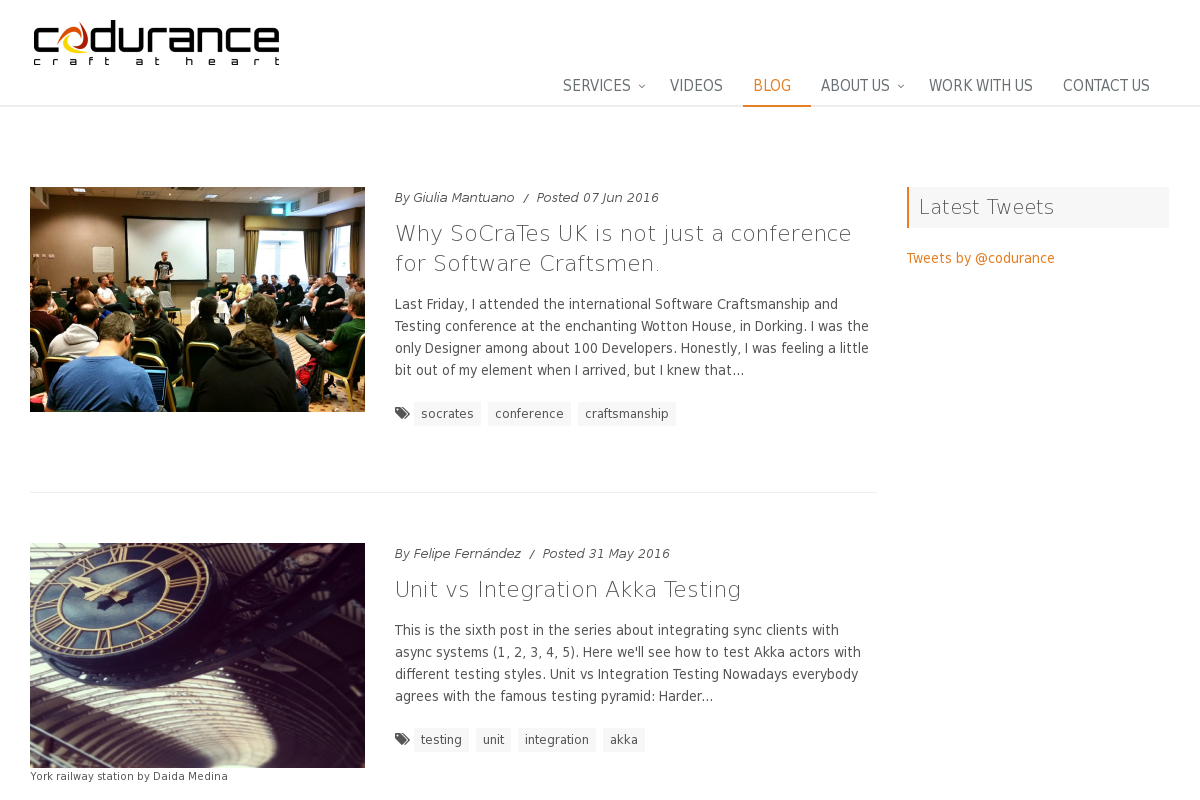 codurance
craft at heart
SERVICES VIDEOS BLOG ABOUT US WORK WITH US CONTACT US
By Giulia Mantuano / Posted 07 Jun 2016
Why SoCraTes UK is not just a conference
for Software Craftsmen.
Last Friday, I attended the international Software Craftsmanship and
Testing conference at the enchanting Wotton House, in Dorking. I was the
only Designer among about 100 Developers. Honestly, I was feeling a little
bit out of my element when I arrived, but I knew that...
socrates conference craftsmanship
Latest Tweets
Tweets by @codurance
By Felipe Fernández / Posted 31 May 2016
Unit vs Integration Akka Testing
This is the sixth post in the series about integrating sync clients with
async systems (1, 2, 3, 4, 5). Here we'll see how to test Akka actors with
different testing styles. Unit vs Integration Testing Nowadays everybody
agrees with the famous testing pyramid: Harder...
testing unit integration akka
York railway station by Daida Medina